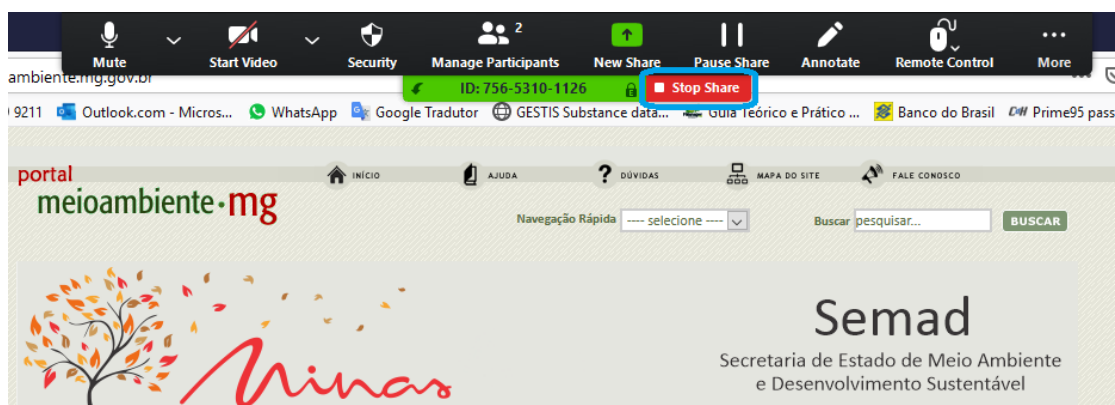 2
Mute Start Video Security Manage Participants New Share Pause Share Annotate Remote Control More
ambiente.mg.gov.br
ID: 756-5310-1126 Stop Share
9211 Outlook.com - Micros... WhatsApp Google Tradutor GESTIS Substance data... Guia Teórico e Prático ... Banco do Brasil Prime95 pass
portal INÍCIO AJUDA DÚVIDAS MAPA DO SITE FALE CONOSCO
meioambiente·mg
Navegação Rápida ---- selecione ---- Buscar pesquisar... BUSCAR
Semad
Secretaria de Estado de Meio Ambiente
e Desenvolvimento Sustentável
Minas